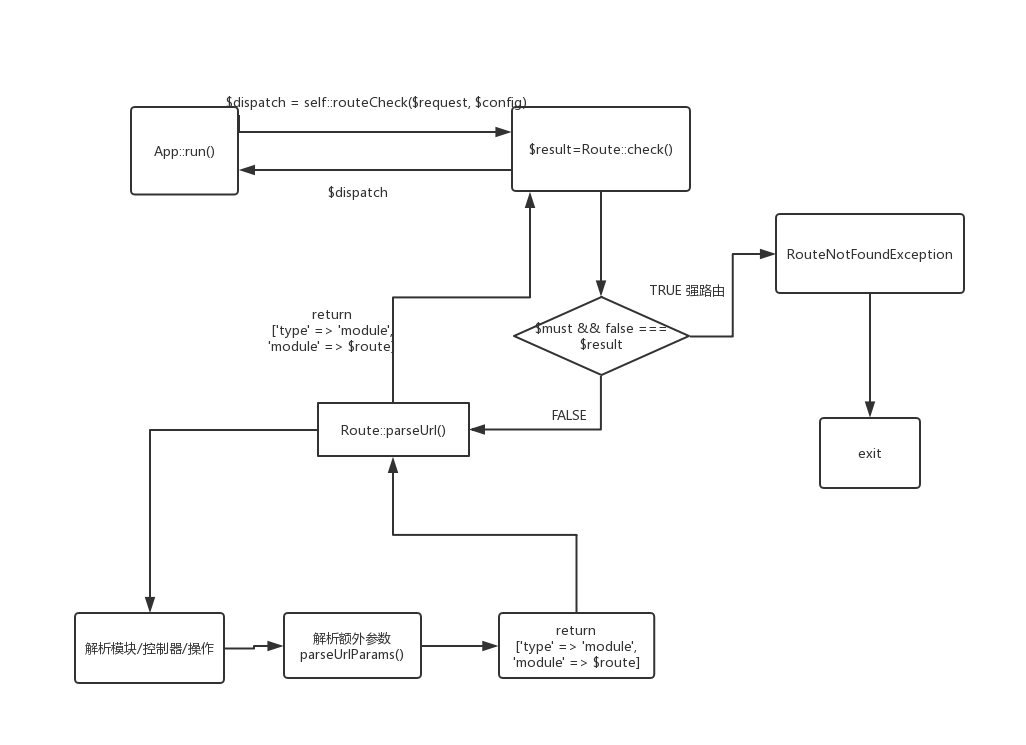 $dispatch = self::routeCheck($request, $config)
App::run()
$result=Route::check()
$dispatch
RouteNotFoundException
TRUE 强路由
return
['type' => 'module',
'module' => $route]
$must && false ===
$result
FALSE
Route::parseUrl()
exit
解析模块/控制器/操作
解析额外参数
parseUrlParams()
return
['type' => 'module',
'module' => $route]